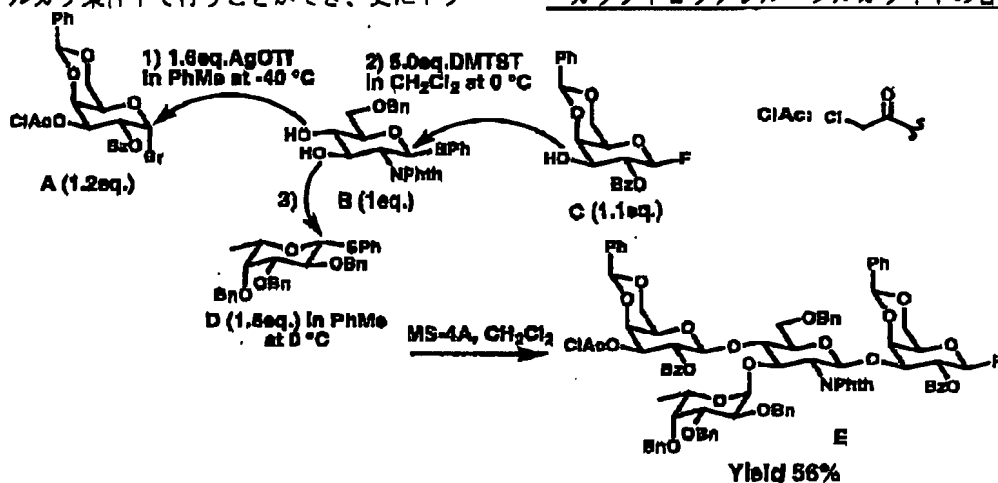 ルカリ条件下で行うことができ、更にトリ
Ph
1) 1.6eq.AgOTf
in PhMe at -40 °C
2) 5.0eq.DMTST
in CH₂Cl₂ at 0 °C
Ph
O
O
O
ClAcO
BzO
Br
A (1.2eq.)
OBn
HO
HO
O
SPh
NPhth
B (1eq.)
O
O
O
HO
BzO
F
C (1.1eq.)
ClAc: Cl
O
3)
O
SPh
OBn
OBn
BnO
D (1.5eq.) in PhMe
at 0 °C
MS-4A, CH₂Cl₂
Ph
O
O
O
ClAcO
BzO
O
OBn
O
O
NPhth
O
Ph
O
O
O
BzO
F
O
OBn
OBn
BnO
E
Yield 56%